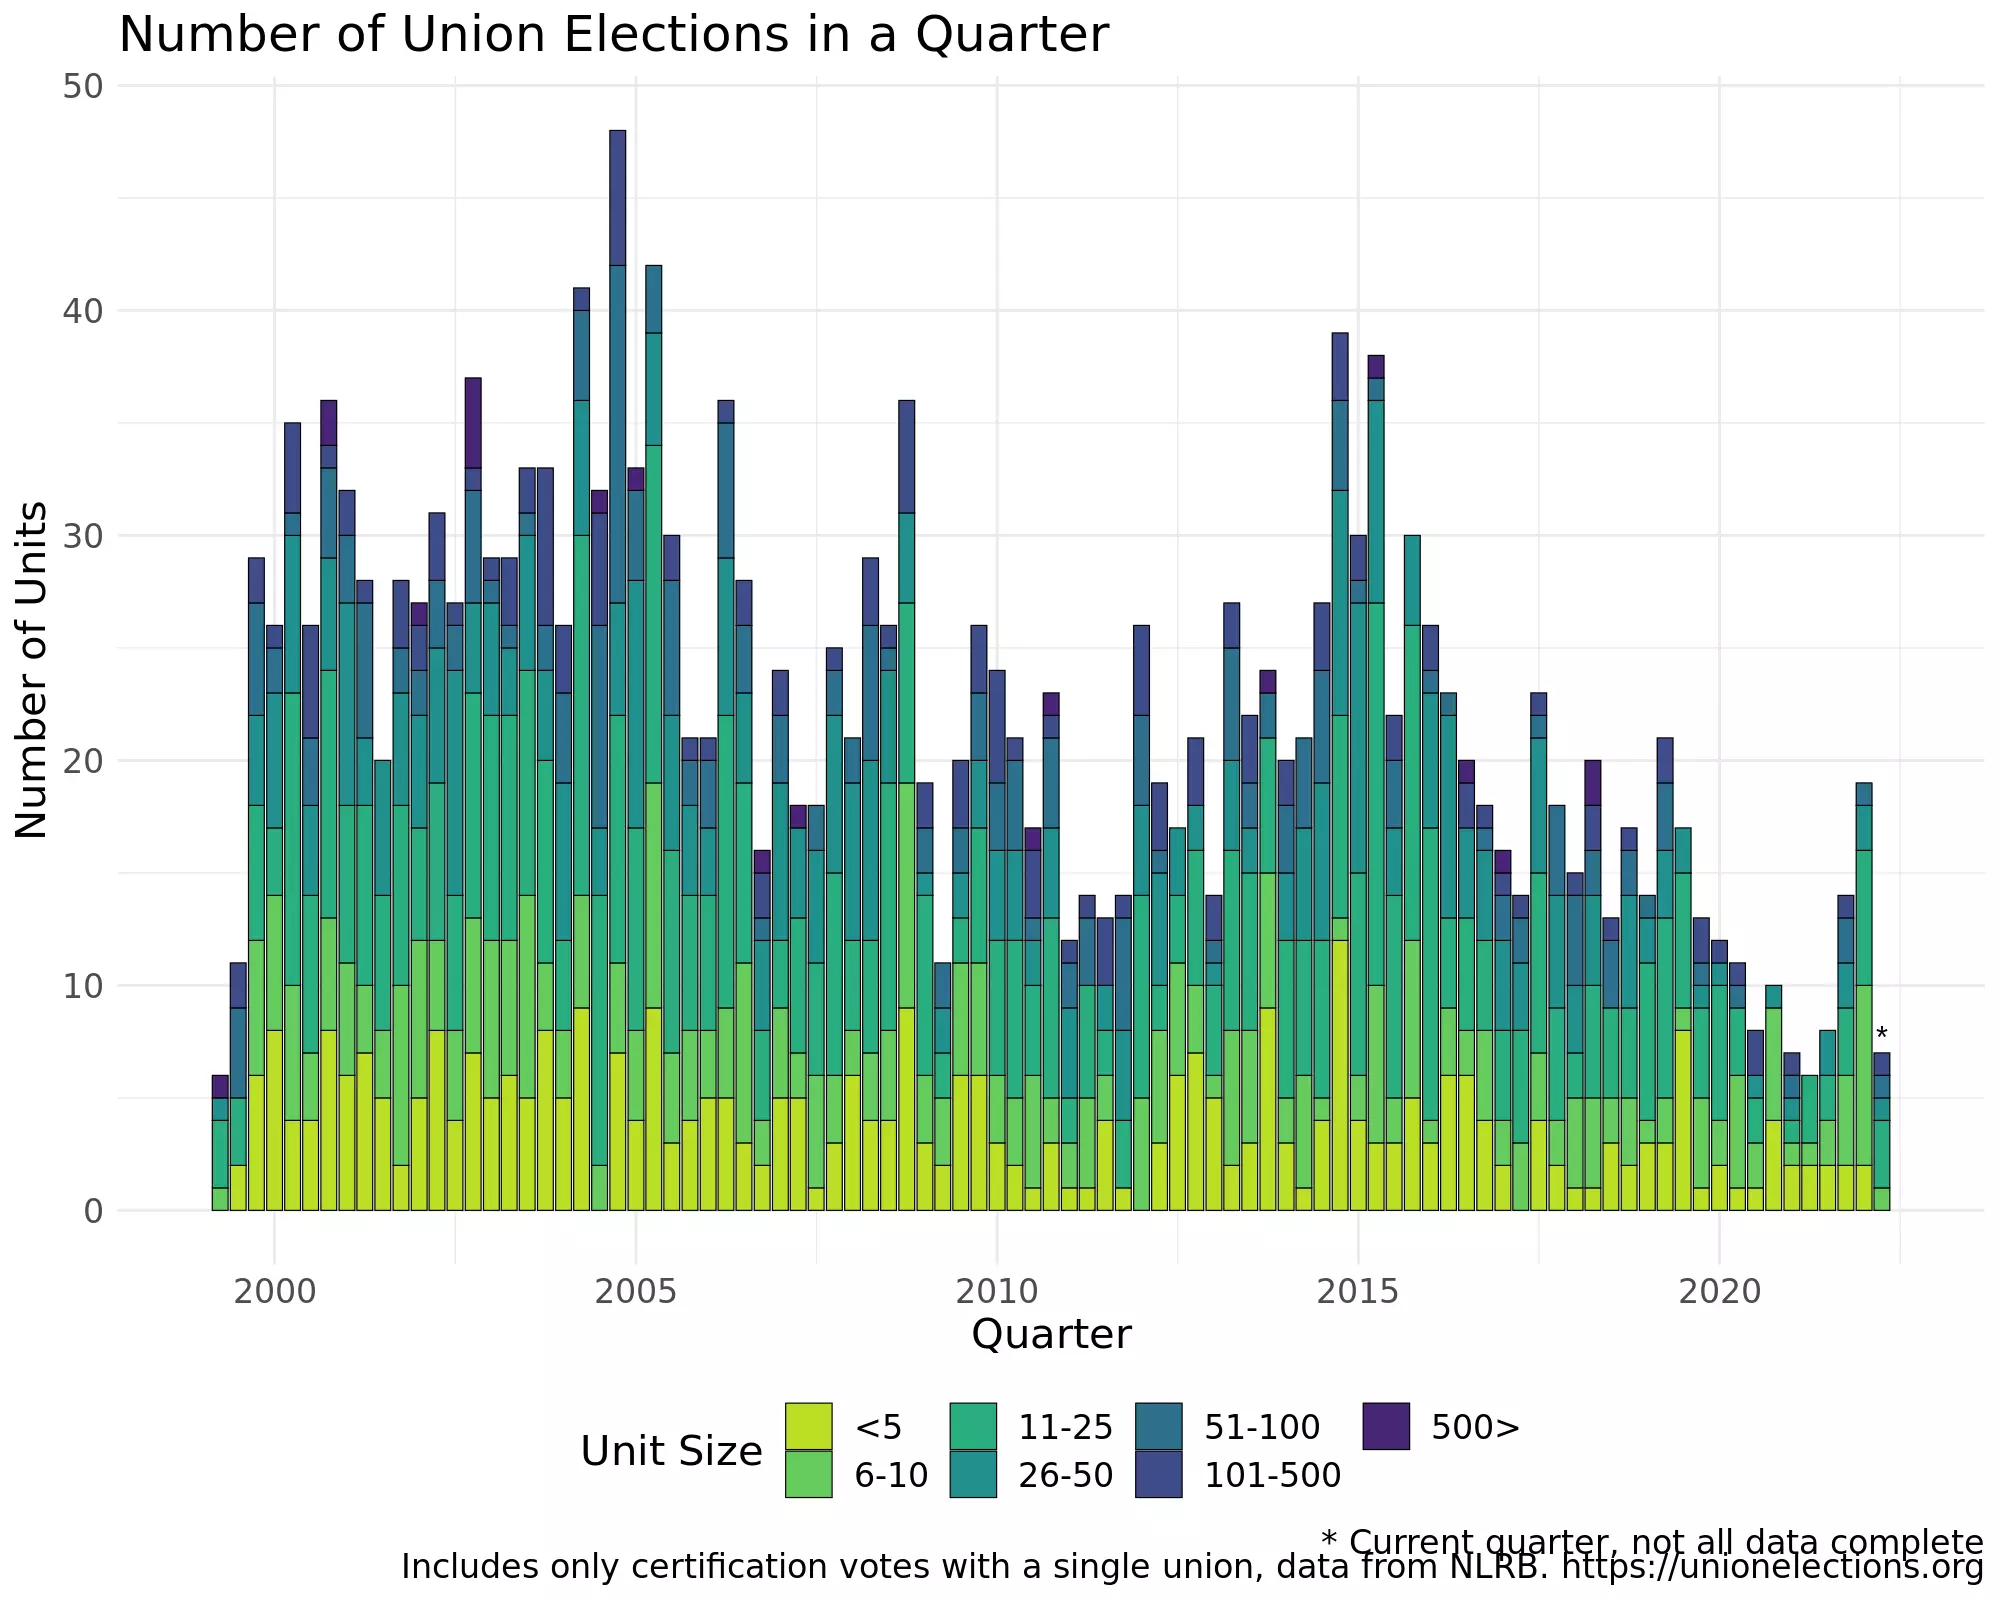 Number of Union Elections in a Quarter
50
40
30
20
10
0
Number of Units
*
2000 2005 2010 2015 2020
Quarter
Unit Size
<5 11-25 51-100 500>
6-10 26-50 101-500
* Current quarter, not all data complete
Includes only certification votes with a single union, data from NLRB. https://unionelections.org